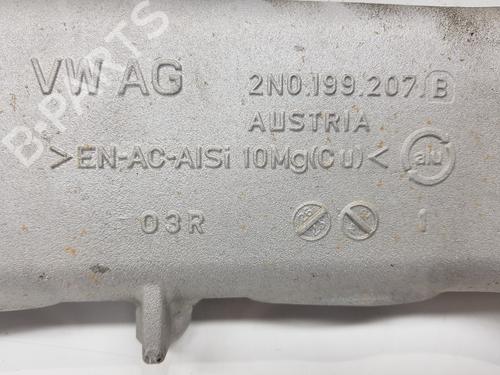 B-PARTS
VW AG 2N0.199.207. B
AUSTRIA
>EN-AC-AlSi 10Mg(Cu)< alu
03R 1